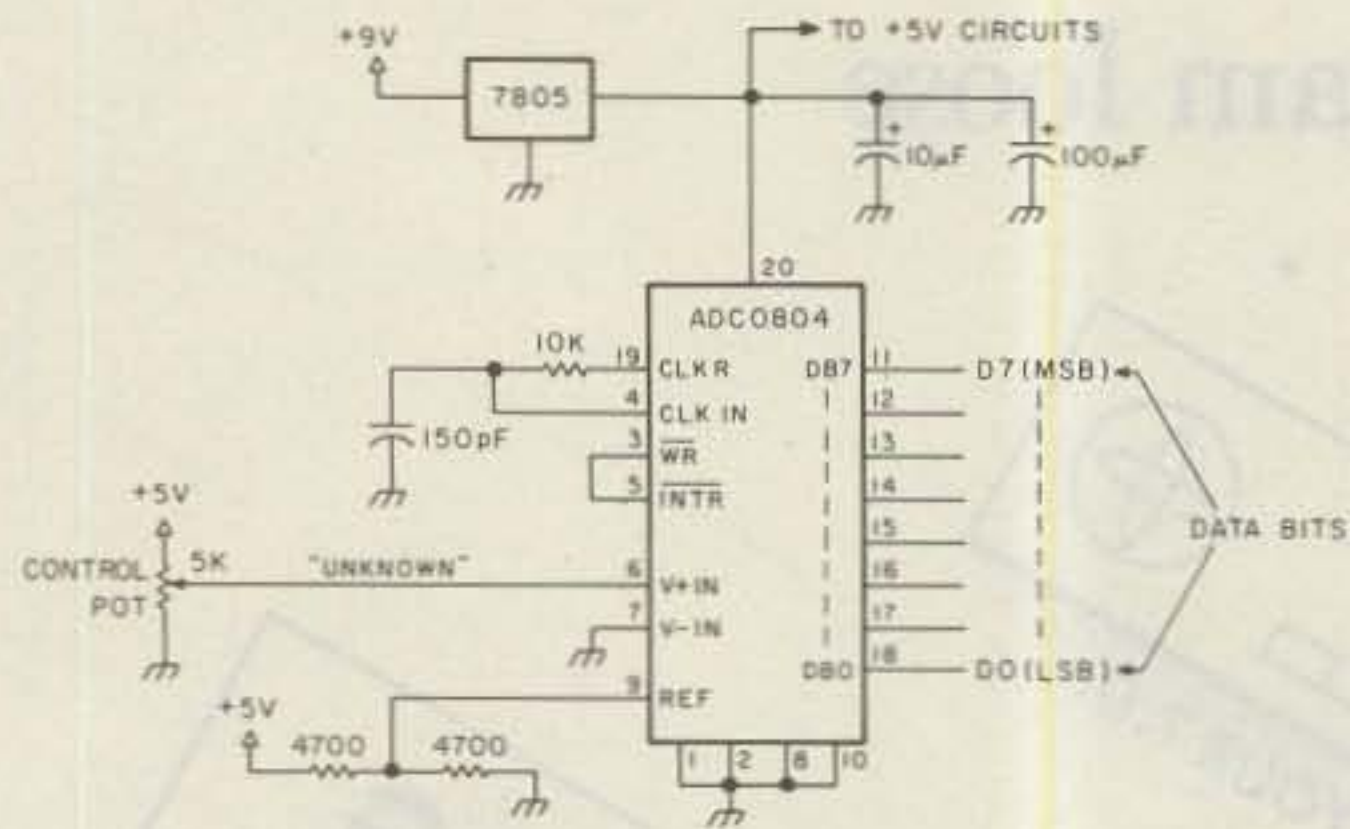 TO +5V CIRCUITS
+9V
7805
+
10µF
+
100µF
20
ADC0804
10K
19
CLKR
DB7
11
D7 (MSB)
4
CLK IN
12
150pF
3
WR
13
5
INTR
14
+5V
15
DATA BITS
CONTROL POT
5K
"UNKNOWN"
6
V+IN
16
7
V-IN
17
DB0
18
D0 (LSB)
9
REF
+5V
4700
4700
1
2
8
10